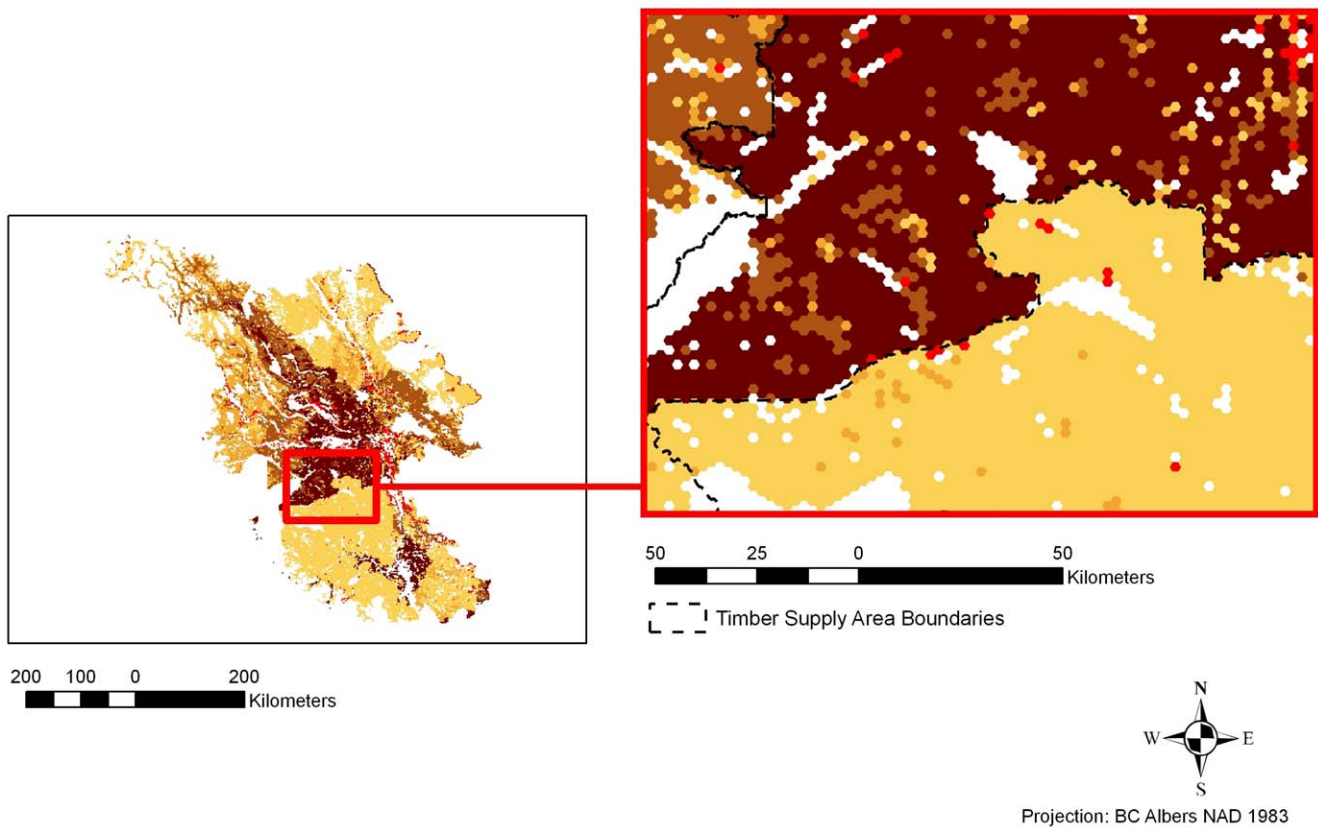 50 25 0 50
Kilometers
Timber Supply Area Boundaries
200 100 0 200
Kilometers
N
W E
S
Projection: BC Albers NAD 1983